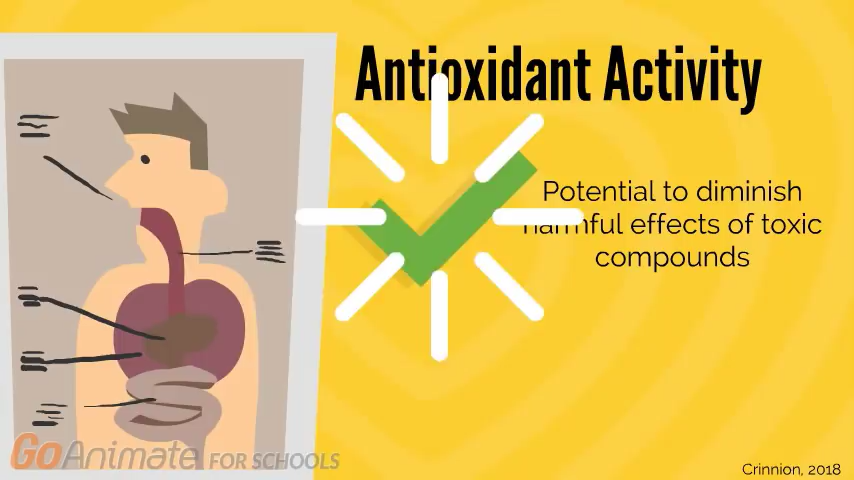 Antioxidant Activity
Potential to diminish
harmful effects of toxic
compounds
GoAnimate FOR SCHOOLS
Crinnion, 2018